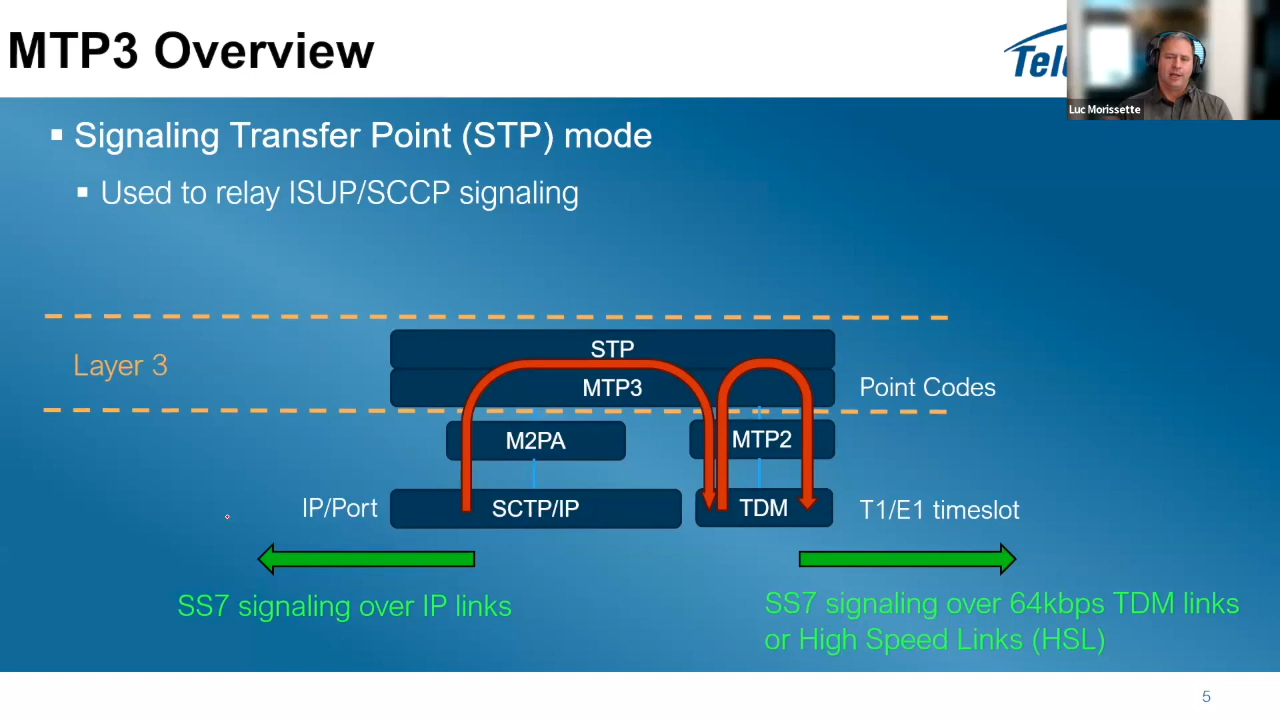 MTP3 Overview
Luc Morissette
Signaling Transfer Point (STP) mode
Used to relay ISUP/SCCP signaling
STP
Layer 3
MTP3
Point Codes
M2PA
MTP2
IP/Port
SCTP/IP
TDM
T1/E1 timeslot
SS7 signaling over IP links
SS7 signaling over 64kbps TDM links
or High Speed Links (HSL)
5